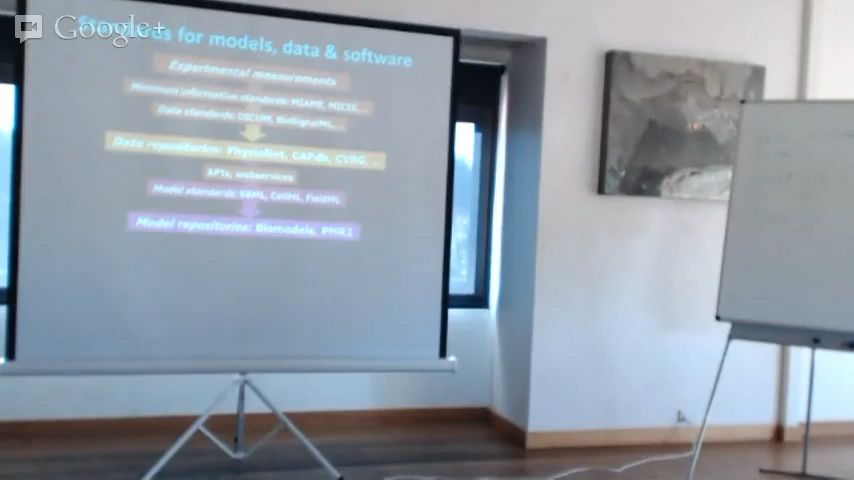 Google+
for models, data & software
Experimental measurements
Minimum information standards: MIAME, MICEE, ...
Data standards: DICOM, BioSignalML, ...
Data repositories: PhysioNet, CAPdb, CVRG, ..
APIs, webservices
Model standards: SBML, CellML, FieldML
Model repositories: Biomodels, PMR2